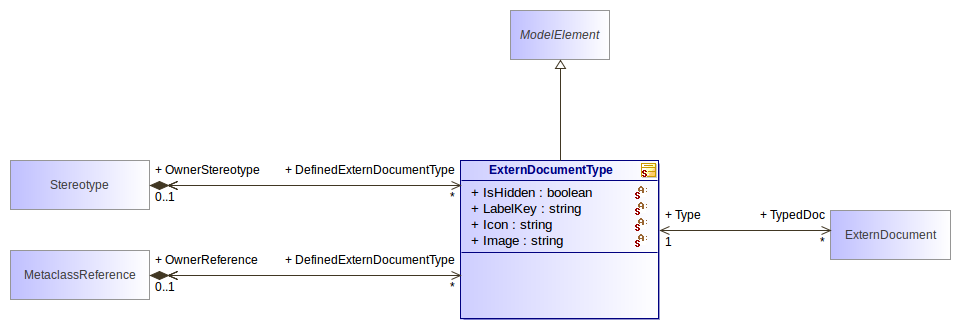 ModelElement
Stereotype
+ OwnerStereotype
0..1
+ DefinedExternDocumentType
*
ExternDocumentType
+ IsHidden : boolean
+ LabelKey : string
+ Icon : string
+ Image : string
+ Type
1
+ TypedDoc
*
ExternDocument
MetaclassReference
+ OwnerReference
0..1
+ DefinedExternDocumentType
*